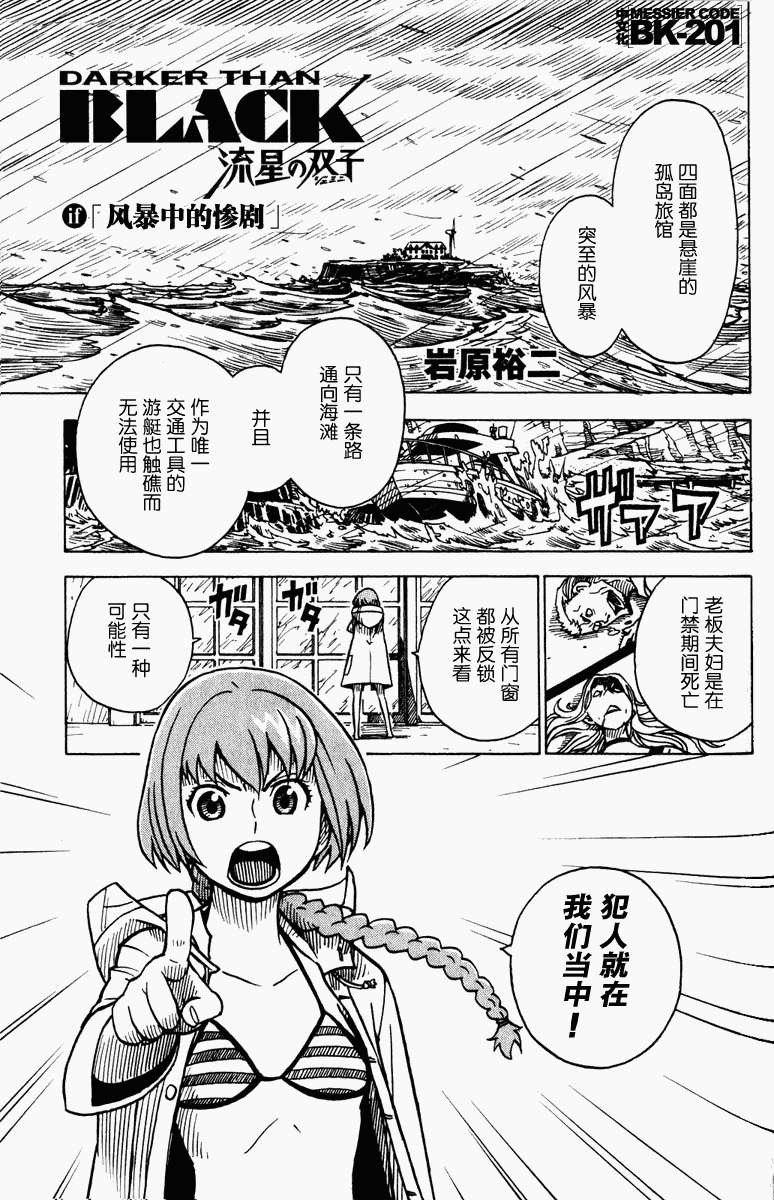 MESSIER CODE
BK-201
DARKER THAN
BLACK
流星の双子
if「风暴中的惨剧」
四面都是悬崖的
孤岛旅馆
突至的风暴
岩原裕二
只有一条路
通向海滩
并且
作为唯一
交通工具的
游艇也触礁而
无法使用
ザァァ
老板夫妇是在
门禁期间死亡
从所有门窗
都被反锁
这点来看
ガタ
ガタ
只有一种
可能性
犯人就在
我们当中！